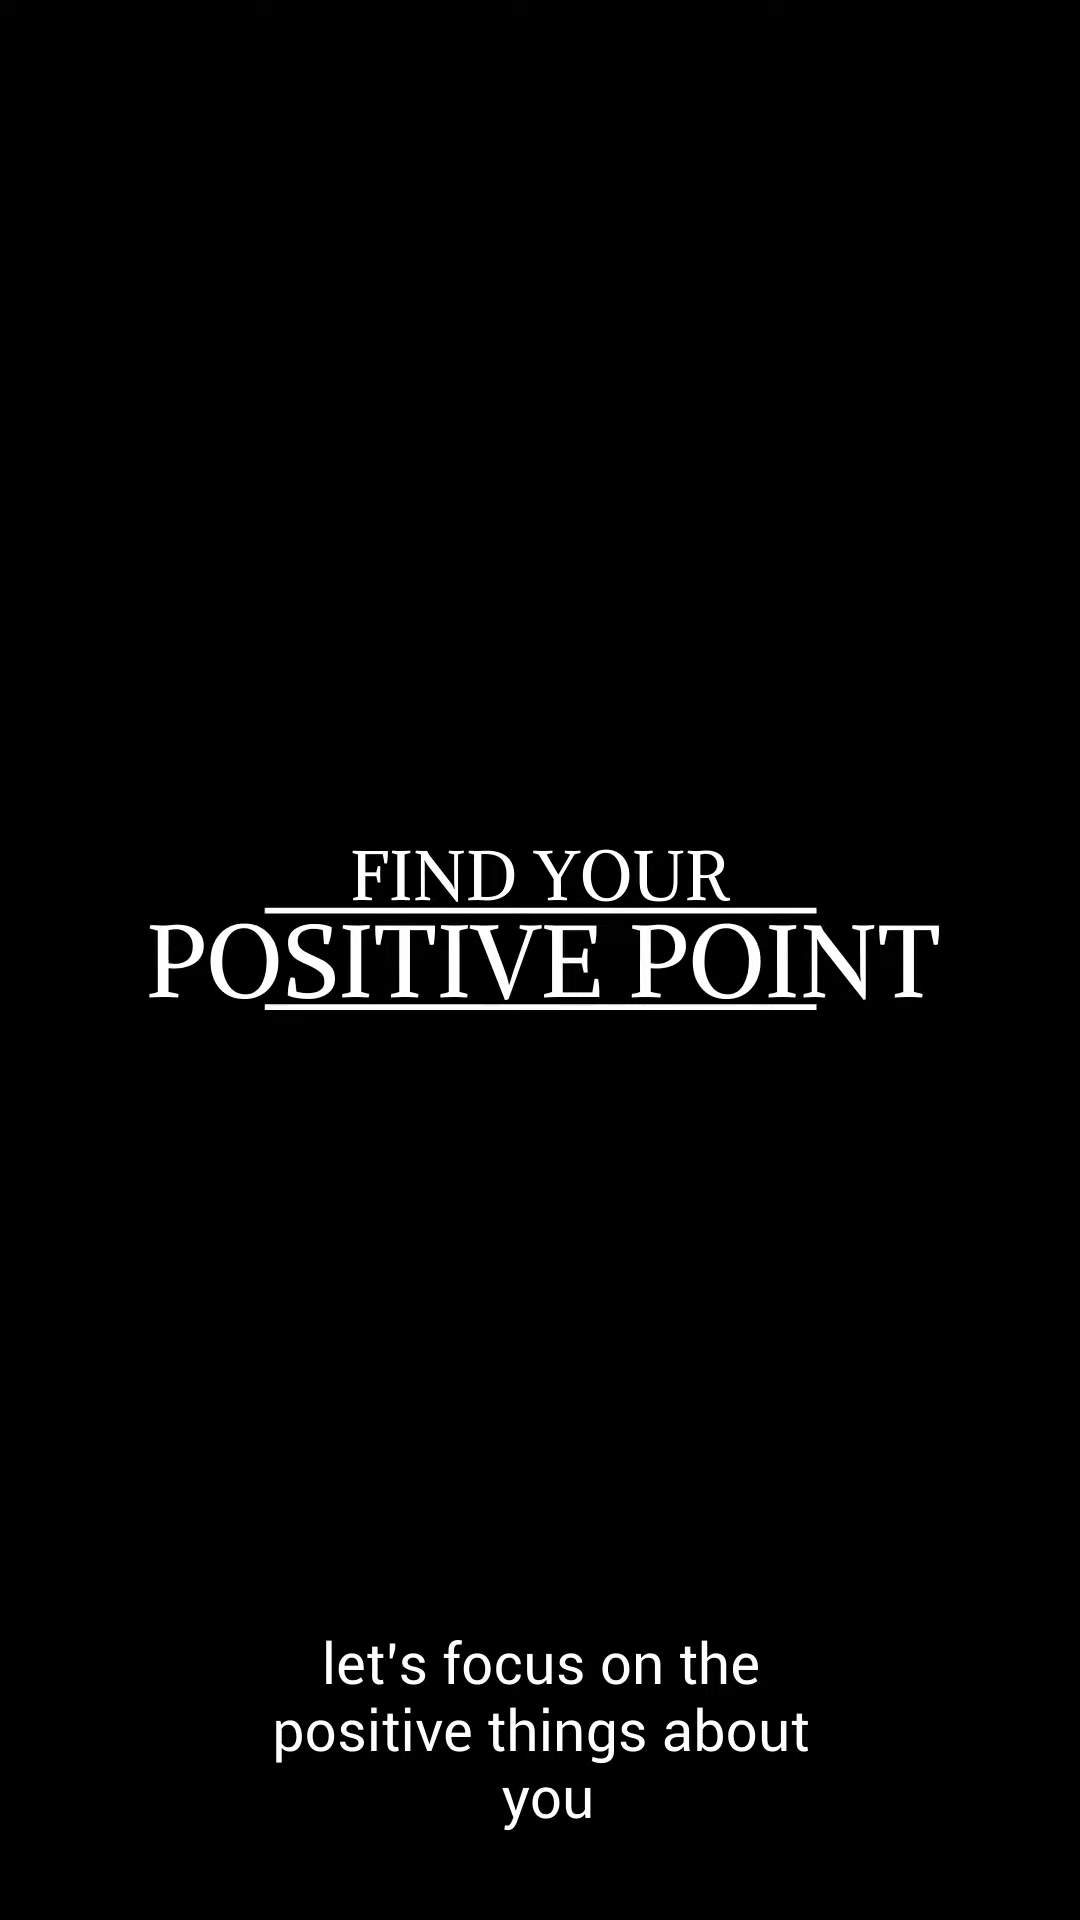 FIND YOUR
POSITIVE POINT
let's focus on the
positive things about
you